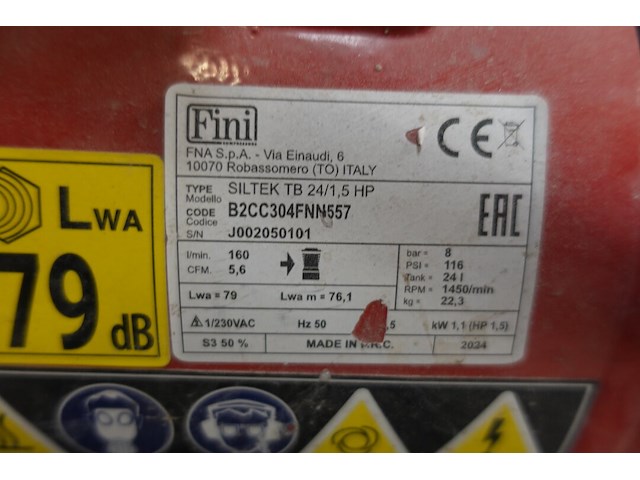 Fini
FNA S.p.A. - Via Einaudi, 6
10070 Robassomero (TO) ITALY
CE
TYPE
Modello
SILTEK TB 24/1,5 HP
CODE
Codice
B2CC304FNN557
S/N
J002050101
EAC
l/min. 160
CFM. 5,6
bar = 8
PSI = 116
Tank = 24 l
RPM = 1450/min
kg = 22,3
Lwa = 79 Lwa m = 76,1
1/230VAC Hz 50 kW 1,1 (HP 1,5)
S3 50 % MADE IN P.R.C. 2024
LWA
79
dB